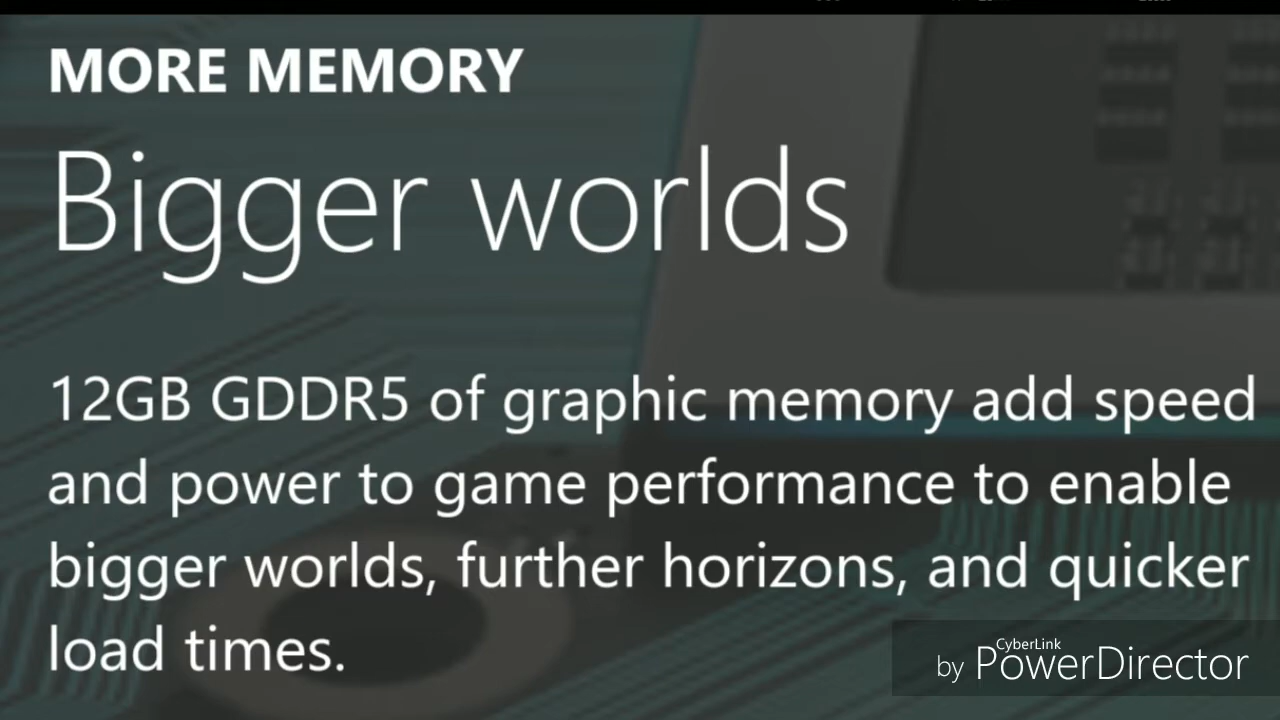 MORE MEMORY
Bigger worlds
12GB GDDR5 of graphic memory add speed
and power to game performance to enable
bigger worlds, further horizons, and quicker
load times.
CyberLink
by PowerDirector